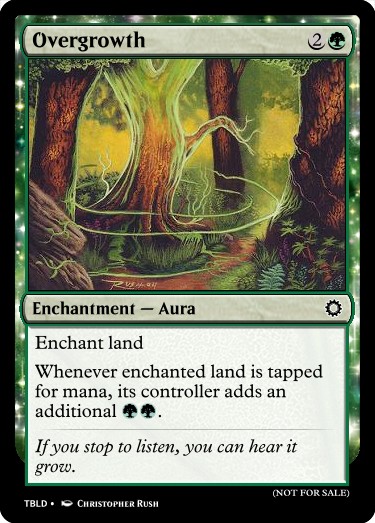 Overgrowth 2
Enchantment — Aura
Enchant land
Whenever enchanted land is tapped
for mana, its controller adds an
additional .
If you stop to listen, you can hear it
grow.
(NOT FOR SALE)
TBLD • Christopher Rush